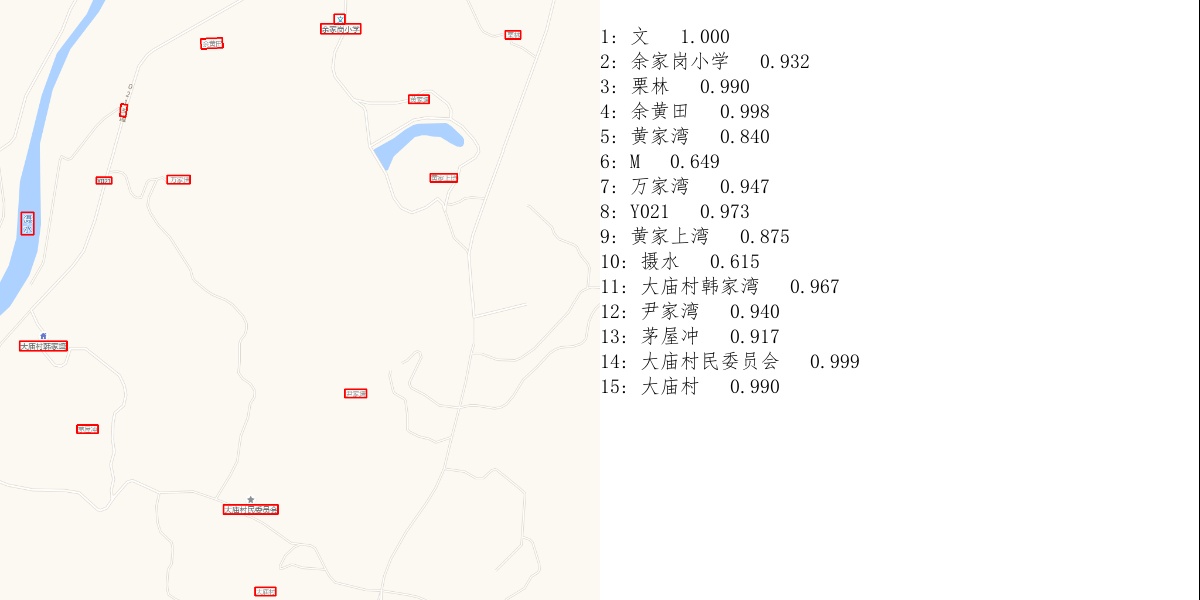 文
余家岗小学
栗林
余黄田
大庙村韩家湾
大庙村民委员会
1: 文 1.000
2: 余家岗小学 0.932
3: 栗林 0.990
4: 余黄田 0.998
5: 黄家湾 0.840
6: M 0.649
7: 万家湾 0.947
8: Y021 0.973
9: 黄家上湾 0.875
10: 摄水 0.615
11: 大庙村韩家湾 0.967
12: 尹家湾 0.940
13: 茅屋冲 0.917
14: 大庙村民委员会 0.999
15: 大庙村 0.990